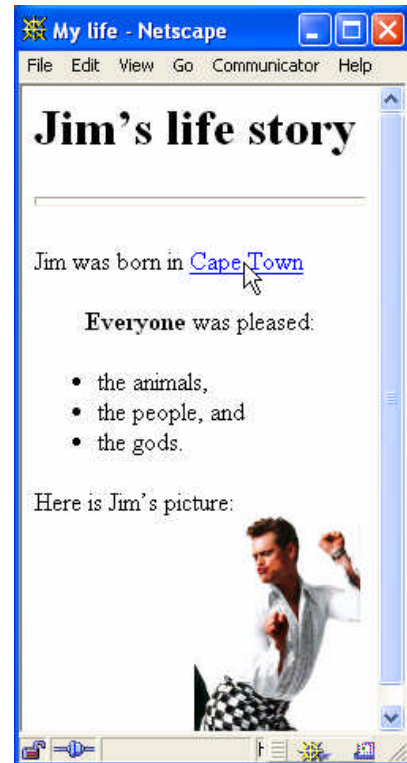 My life - Netscape
File Edit View Go Communicator Help
Jim's life story
Jim was born in Cape Town
Everyone was pleased:
• the animals,
• the people, and
• the gods.
Here is Jim's picture: